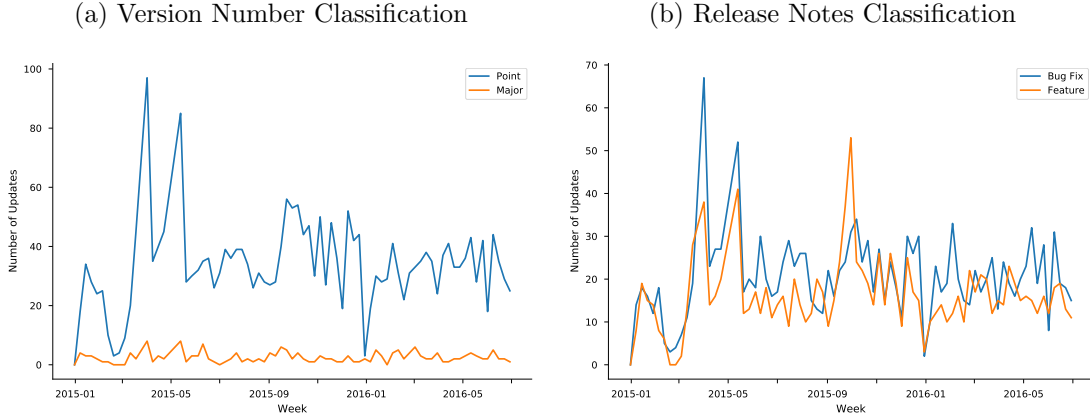 (a) Version Number Classification
100
80
60
40
20
0
Number of Updates
Point
Major
2015-01
2015-05
2015-09
2016-01
2016-05
Week
(b) Release Notes Classification
70
60
50
40
30
20
10
0
Number of Updates
Bug Fix
Feature
2015-01
2015-05
2015-09
2016-01
2016-05
Week